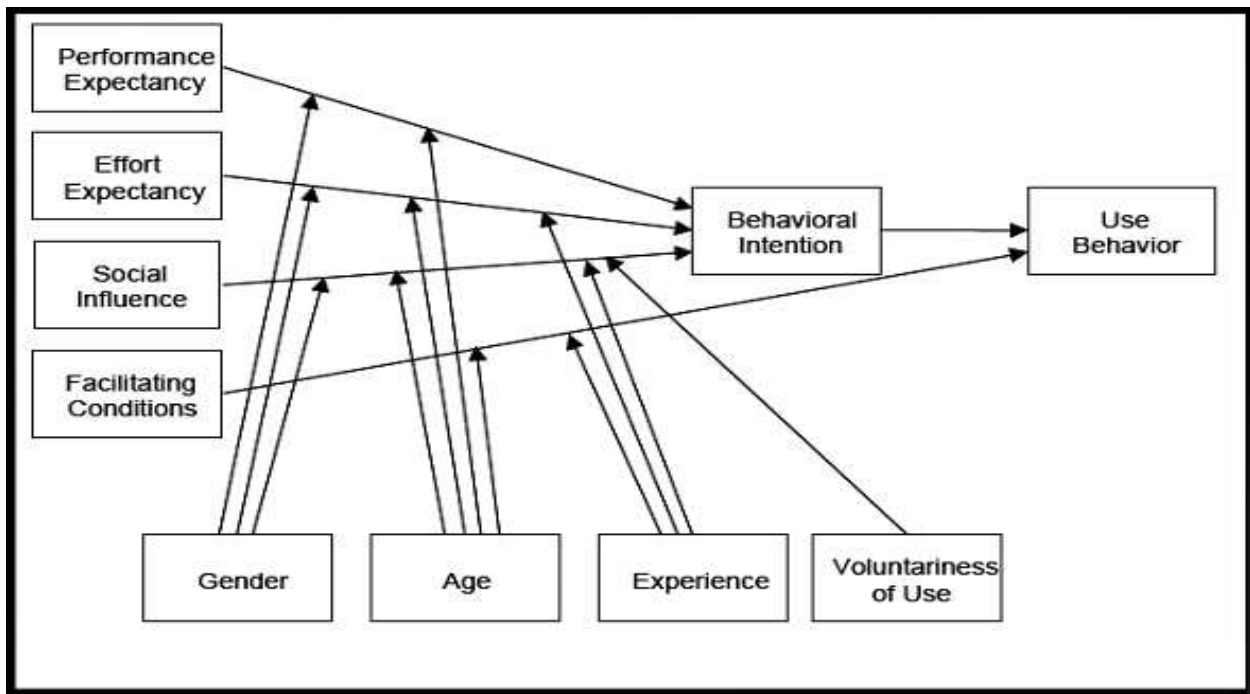 Performance
Expectancy
Effort
Expectancy
Social
Influence
Facilitating
Conditions
Behavioral
Intention
Use
Behavior
Gender
Age
Experience
Voluntariness
of Use